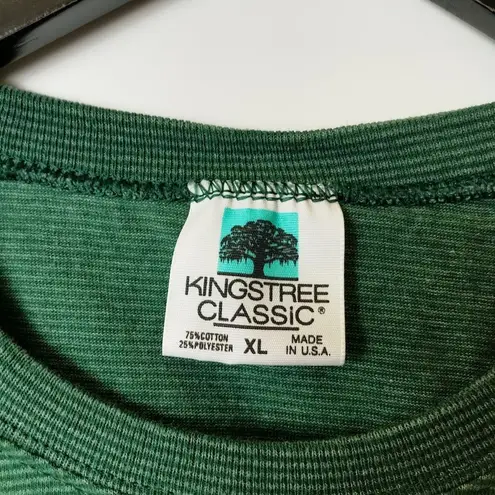 KINGSTREE
CLASSIC®
75%COTTON
25%POLYESTER XL MADE
IN U.S.A.